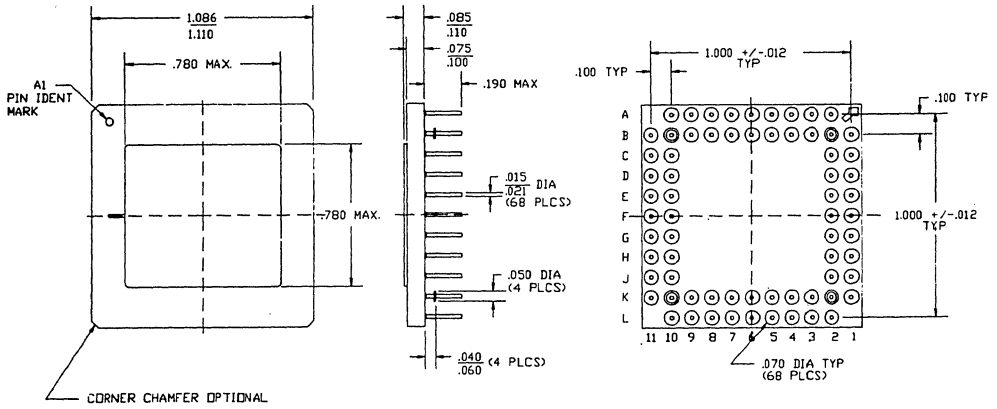 1.086
1.110
.780 MAX.
A1
PIN IDENT
MARK
.780 MAX.
CORNER CHAMFER OPTIONAL
.085
.110
.075
.100
.190 MAX
.015
.021 DIA
(68 PLCS)
.050 DIA
(4 PLCS)
.040
.060 (4 PLCS)
1.000 +/-.012
TYP
.100 TYP
.100 TYP
1.000 +/-.012
TYP
A
B
C
D
E
F
G
H
J
K
L
11 10 9 8 7 6 5 4 3 2 1
.070 DIA TYP
(68 PLCS)